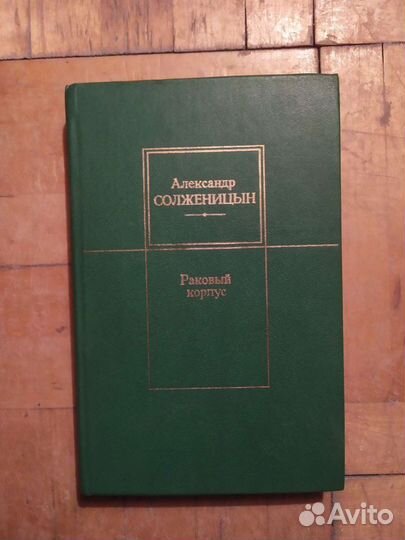 Александр
СОЛЖЕНИЦЫН
Раковый
корпус
Avito